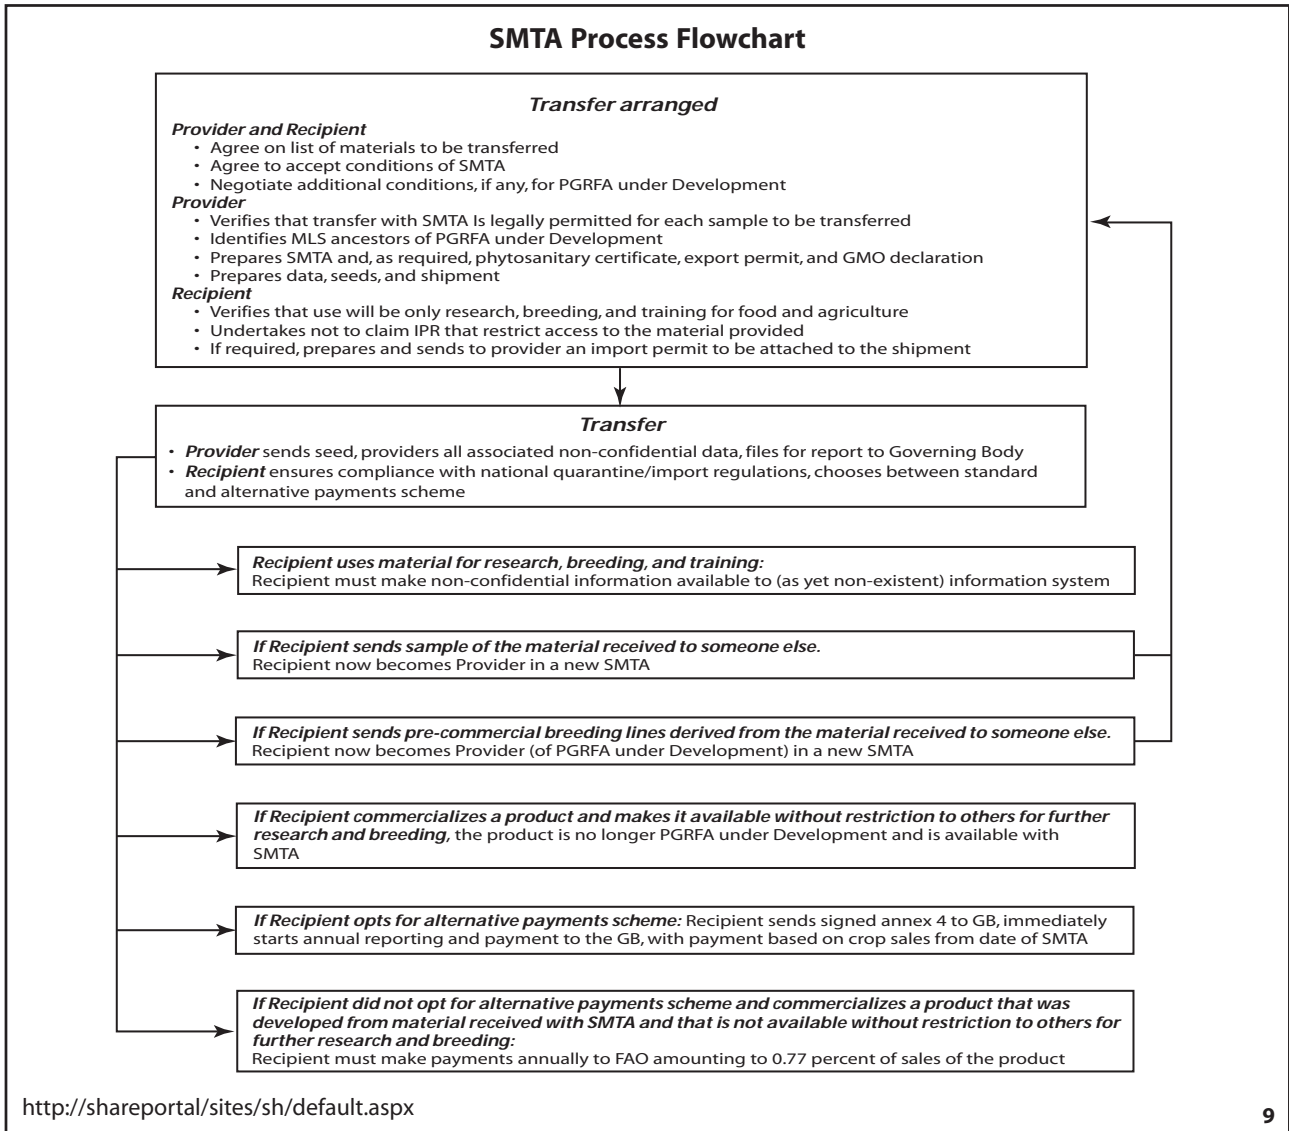 SMTA Process Flowchart
Transfer arranged
Provider and Recipient
• Agree on list of materials to be transferred
• Agree to accept conditions of SMTA
• Negotiate additional conditions, if any, for PGRFA under Development
Provider
• Verifies that transfer with SMTA Is legally permitted for each sample to be transferred
• Identifies MLS ancestors of PGRFA under Development
• Prepares SMTA and, as required, phytosanitary certificate, export permit, and GMO declaration
• Prepares data, seeds, and shipment
Recipient
• Verifies that use will be only research, breeding, and training for food and agriculture
• Undertakes not to claim IPR that restrict access to the material provided
• If required, prepares and sends to provider an import permit to be attached to the shipment
Transfer
• Provider sends seed, providers all associated non-confidential data, files for report to Governing Body
• Recipient ensures compliance with national quarantine/import regulations, chooses between standard
and alternative payments scheme
Recipient uses material for research, breeding, and training:
Recipient must make non-confidential information available to (as yet non-existent) information system
If Recipient sends sample of the material received to someone else.
Recipient now becomes Provider in a new SMTA
If Recipient sends pre-commercial breeding lines derived from the material received to someone else.
Recipient now becomes Provider (of PGRFA under Development) in a new SMTA
If Recipient commercializes a product and makes it available without restriction to others for further
research and breeding, the product is no longer PGRFA under Development and is available with
SMTA
If Recipient opts for alternative payments scheme: Recipient sends signed annex 4 to GB, immediately
starts annual reporting and payment to the GB, with payment based on crop sales from date of SMTA
If Recipient did not opt for alternative payments scheme and commercializes a product that was
developed from material received with SMTA and that is not available without restriction to others for
further research and breeding:
Recipient must make payments annually to FAO amounting to 0.77 percent of sales of the product
http://shareportal/sites/sh/default.aspx
9